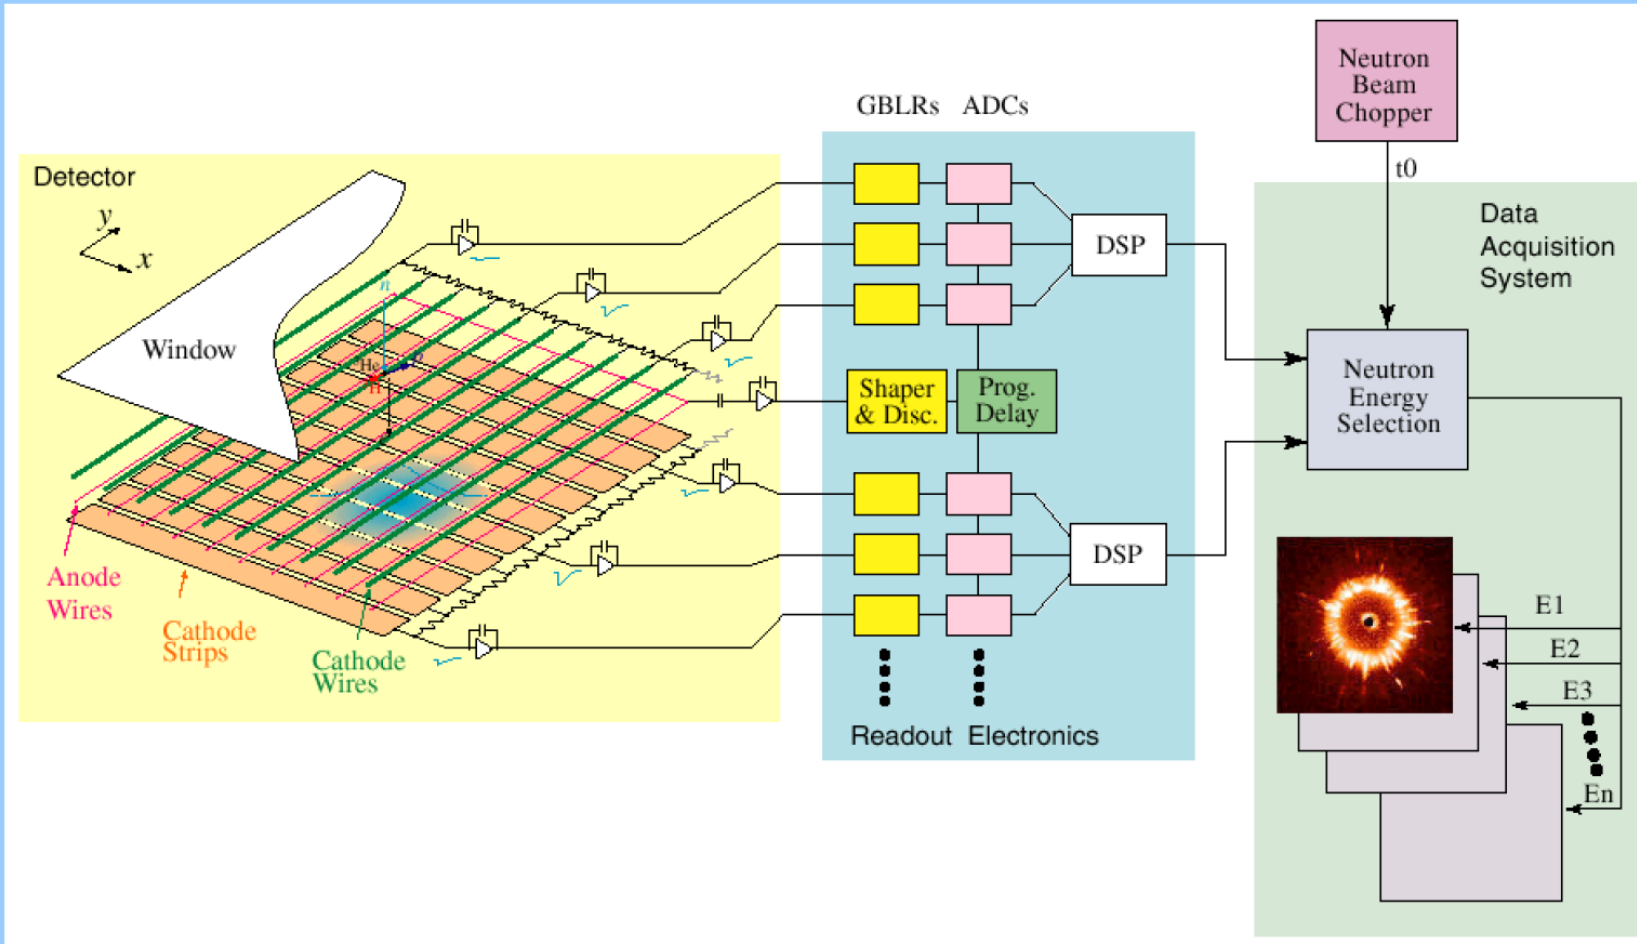 Detector
y
x
Window
n
He
Anode
Wires
Cathode
Strips
Cathode
Wires
GBLRs
ADCs
DSP
Shaper
& Disc.
Prog.
Delay
DSP
Readout Electronics
Neutron
Beam
Chopper
t0
Data
Acquisition
System
Neutron
Energy
Selection
E1
E2
E3
En